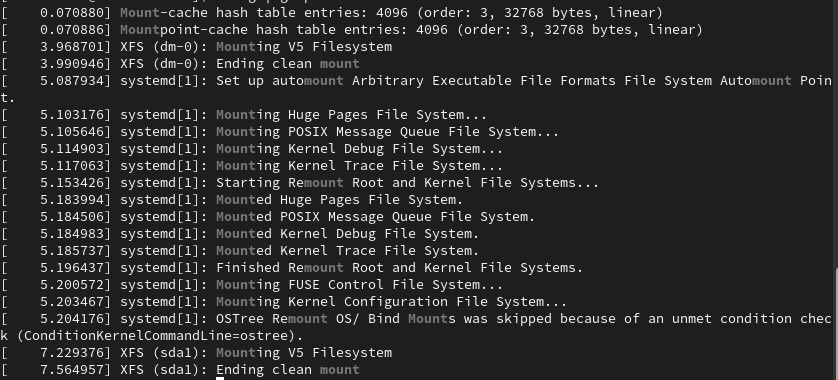 [    0.070880] Mount-cache hash table entries: 4096 (order: 3, 32768 bytes, linear)
[    0.070886] Mountpoint-cache hash table entries: 4096 (order: 3, 32768 bytes, linear)
[    3.968701] XFS (dm-0): Mounting V5 Filesystem
[    3.990946] XFS (dm-0): Ending clean mount
[    5.087934] systemd[1]: Set up automount Arbitrary Executable File Formats File System Automount Poin
t.
[    5.103176] systemd[1]: Mounting Huge Pages File System...
[    5.105646] systemd[1]: Mounting POSIX Message Queue File System...
[    5.114903] systemd[1]: Mounting Kernel Debug File System...
[    5.117063] systemd[1]: Mounting Kernel Trace File System...
[    5.153426] systemd[1]: Starting Remount Root and Kernel File Systems...
[    5.183994] systemd[1]: Mounted Huge Pages File System.
[    5.184506] systemd[1]: Mounted POSIX Message Queue File System.
[    5.184983] systemd[1]: Mounted Kernel Debug File System.
[    5.185737] systemd[1]: Mounted Kernel Trace File System.
[    5.196437] systemd[1]: Finished Remount Root and Kernel File Systems.
[    5.200572] systemd[1]: Mounting FUSE Control File System...
[    5.203467] systemd[1]: Mounting Kernel Configuration File System...
[    5.204176] systemd[1]: OSTree Remount OS/ Bind Mounts was skipped because of an unmet condition chec
k (ConditionKernelCommandLine=ostree).
[    7.229376] XFS (sda1): Mounting V5 Filesystem
[    7.564957] XFS (sda1): Ending clean mount